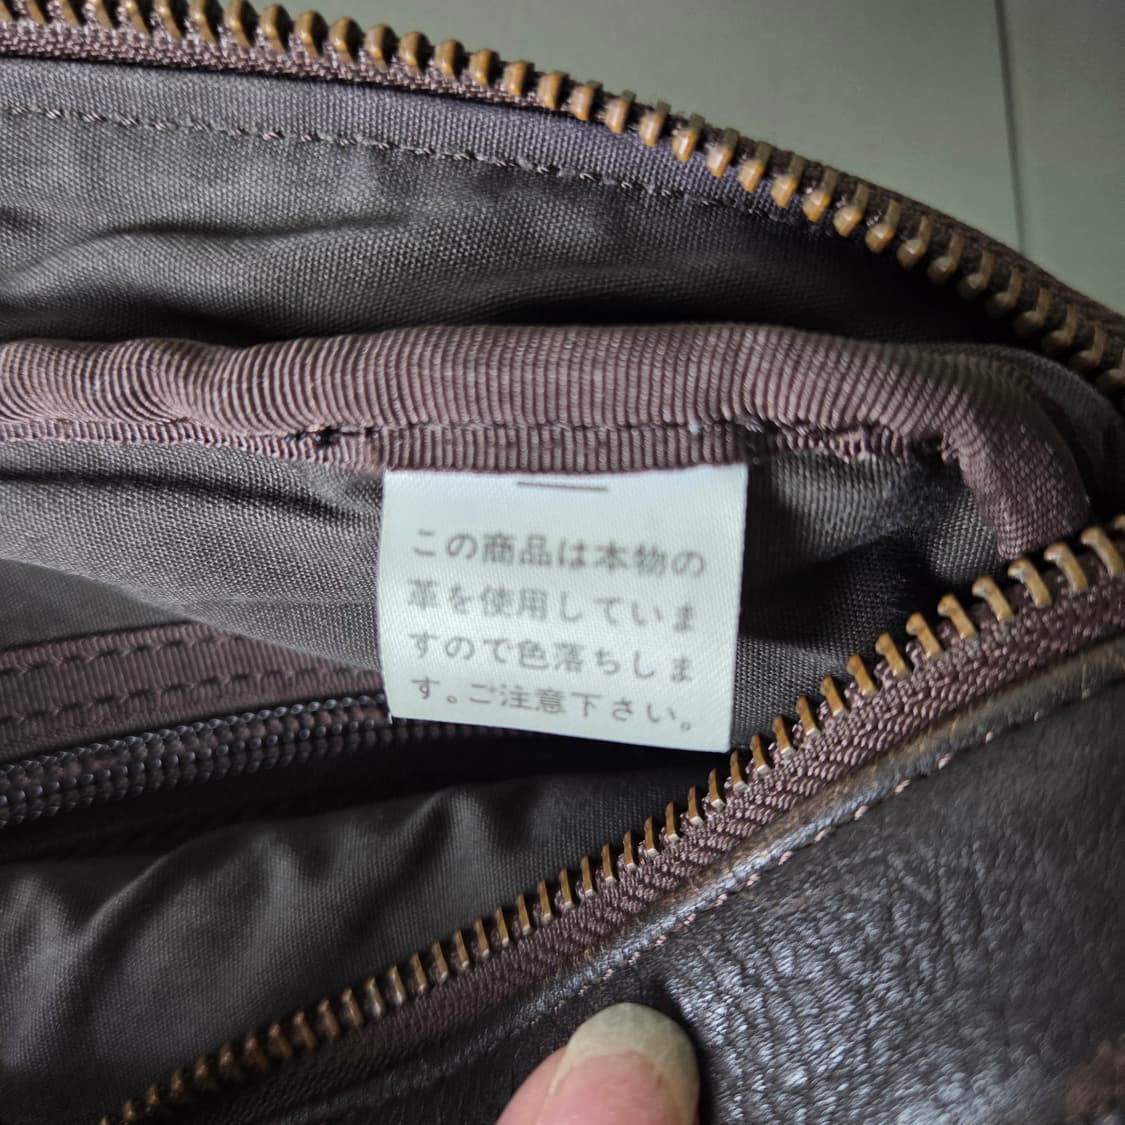 この商品は本物の
革を使用していま
すので色落ちしま
す。ご注意下さい。